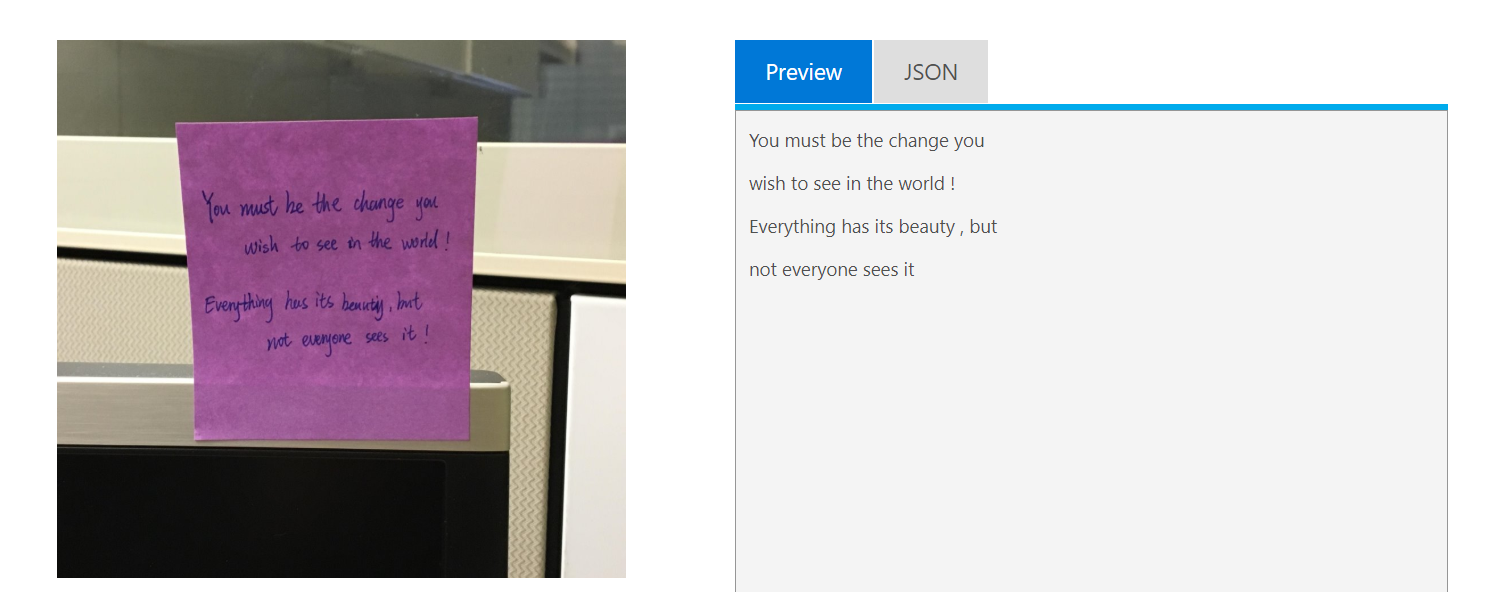 You must be the change you
wish to see in the world!
Everything has its beauty, but
not everyone sees it!
Preview JSON
You must be the change you
wish to see in the world !
Everything has its beauty , but
not everyone sees it